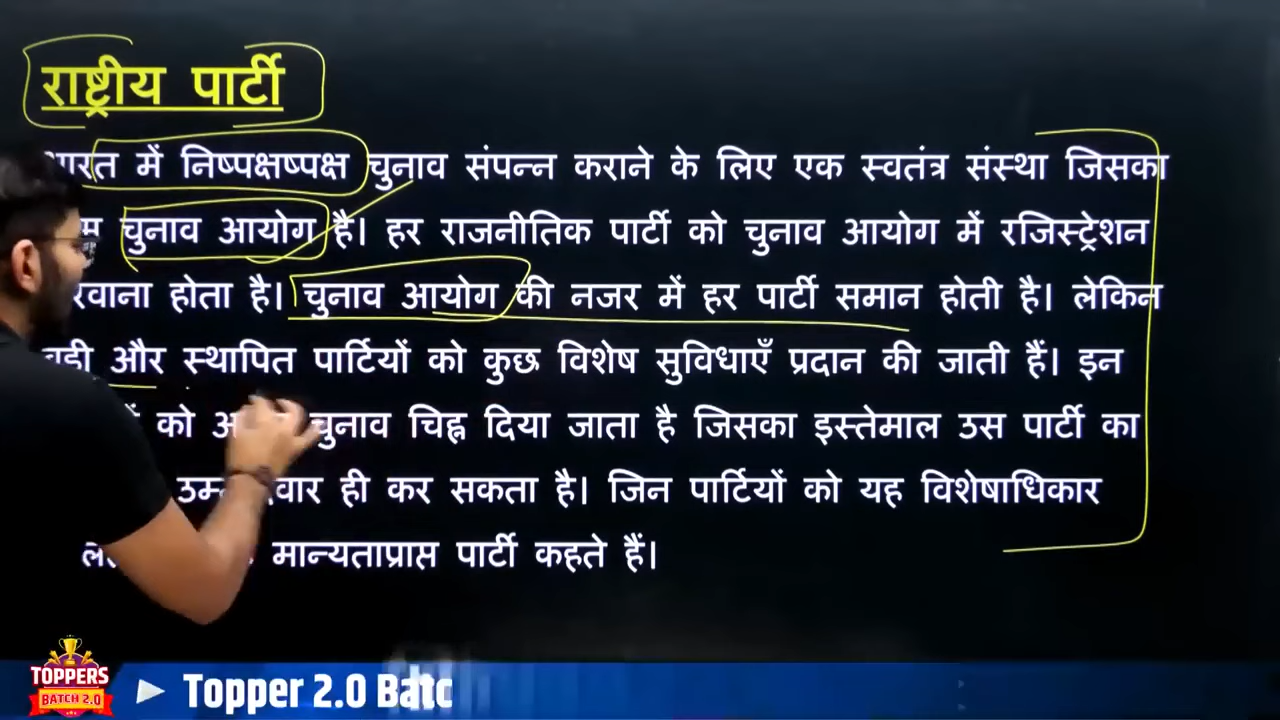 राष्ट्रीय पार्टी
भारत में निष्पक्षष्पक्ष चुनाव संपन्न कराने के लिए एक स्वतंत्र संस्था जिसका
चुनाव आयोग है। हर राजनीतिक पार्टी को चुनाव आयोग में रजिस्ट्रेशन
करवाना होता है। चुनाव आयोग की नजर में हर पार्टी समान होती है। लेकिन
बड़ी और स्थापित पार्टियों को कुछ विशेष सुविधाएँ प्रदान की जाती हैं। इन
को चुनाव चिह्न दिया जाता है जिसका इस्तेमाल उस पार्टी का
ही कर सकता है। जिन पार्टियों को यह विशेषाधिकार
मान्यताप्राप्त पार्टी कहते हैं।
TOPPERS
BATCH 2.0
Topper 2.0 Batc